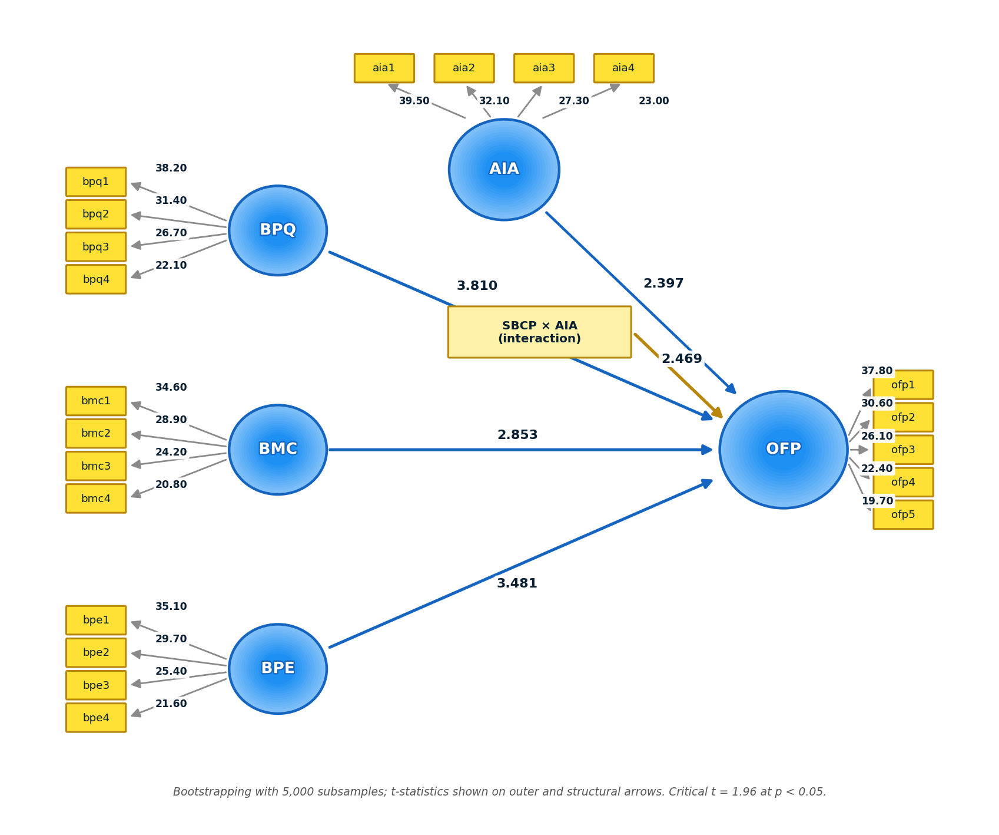 aia1
aia2
aia3
aia4
39.50
32.10
27.30
23.00
AIA
bpq1
bpq2
bpq3
bpq4
38.20
31.40
26.70
22.10
BPQ
3.810
2.397
SBCP × AIA
(interaction)
2.469
bmc1
bmc2
bmc3
bmc4
34.60
28.90
24.20
20.80
BMC
2.853
OFP
37.80
30.60
26.10
22.40
19.70
ofp1
ofp2
ofp3
ofp4
ofp5
3.481
bpe1
bpe2
bpe3
bpe4
35.10
29.70
25.40
21.60
BPE
Bootstrapping with 5,000 subsamples; t-statistics shown on outer and structural arrows. Critical t = 1.96 at p < 0.05.